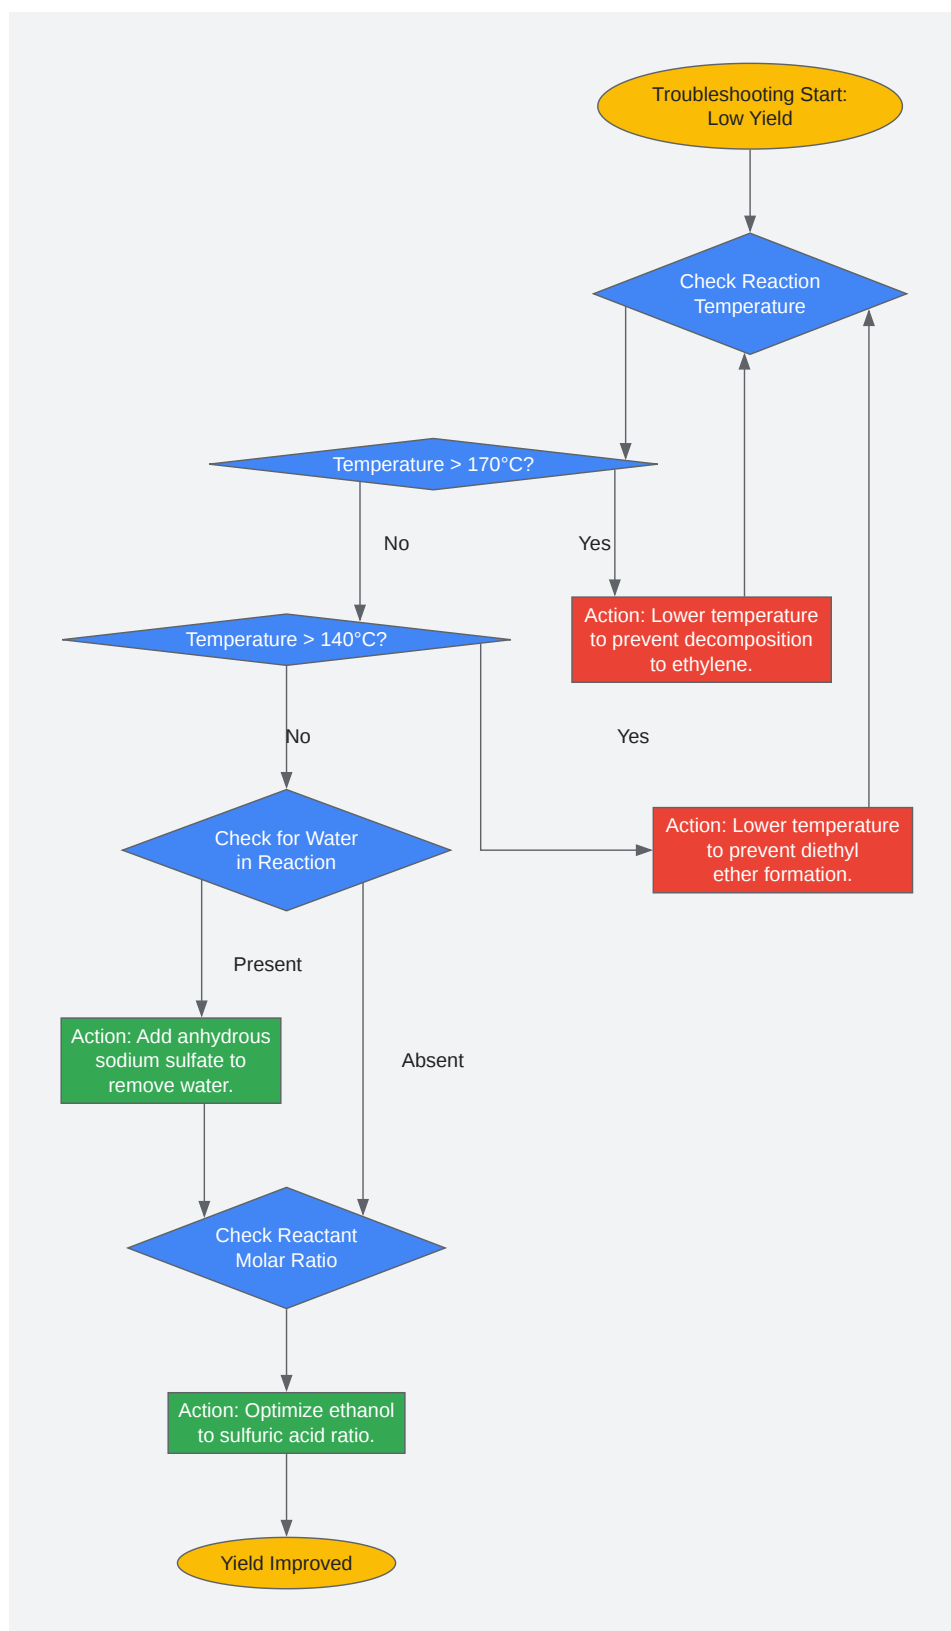 Troubleshooting Start:
Low Yield
Check Reaction
Temperature
Temperature > 170°C?
No
Yes
Action: Lower temperature
to prevent decomposition
to ethylene.
Temperature > 140°C?
No
Yes
Action: Lower temperature
to prevent diethyl
ether formation.
Check for Water
in Reaction
Present
Absent
Action: Add anhydrous
sodium sulfate to
remove water.
Check Reactant
Molar Ratio
Action: Optimize ethanol
to sulfuric acid ratio.
Yield Improved